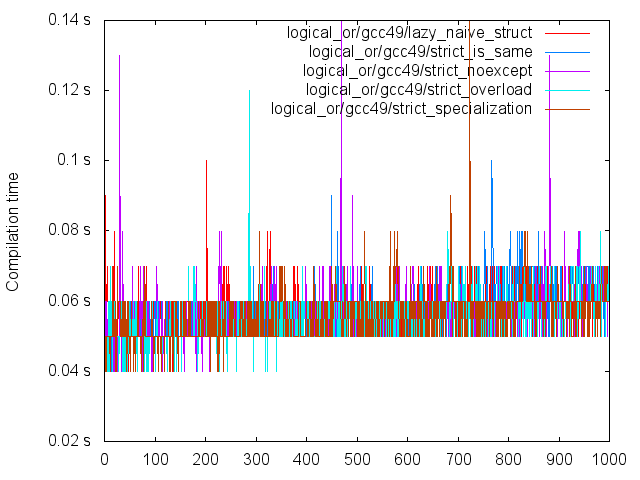 0.14 s
logical_or/gcc49/lazy_naive_struct
logical_or/gcc49/strict_is_same
logical_or/gcc49/strict_noexcept
logical_or/gcc49/strict_overload
logical_or/gcc49/strict_specialization
0.12 s
0.1 s
0.08 s
0.06 s
0.04 s
0.02 s
Compilation time
0 100 200 300 400 500 600 700 800 900 1000